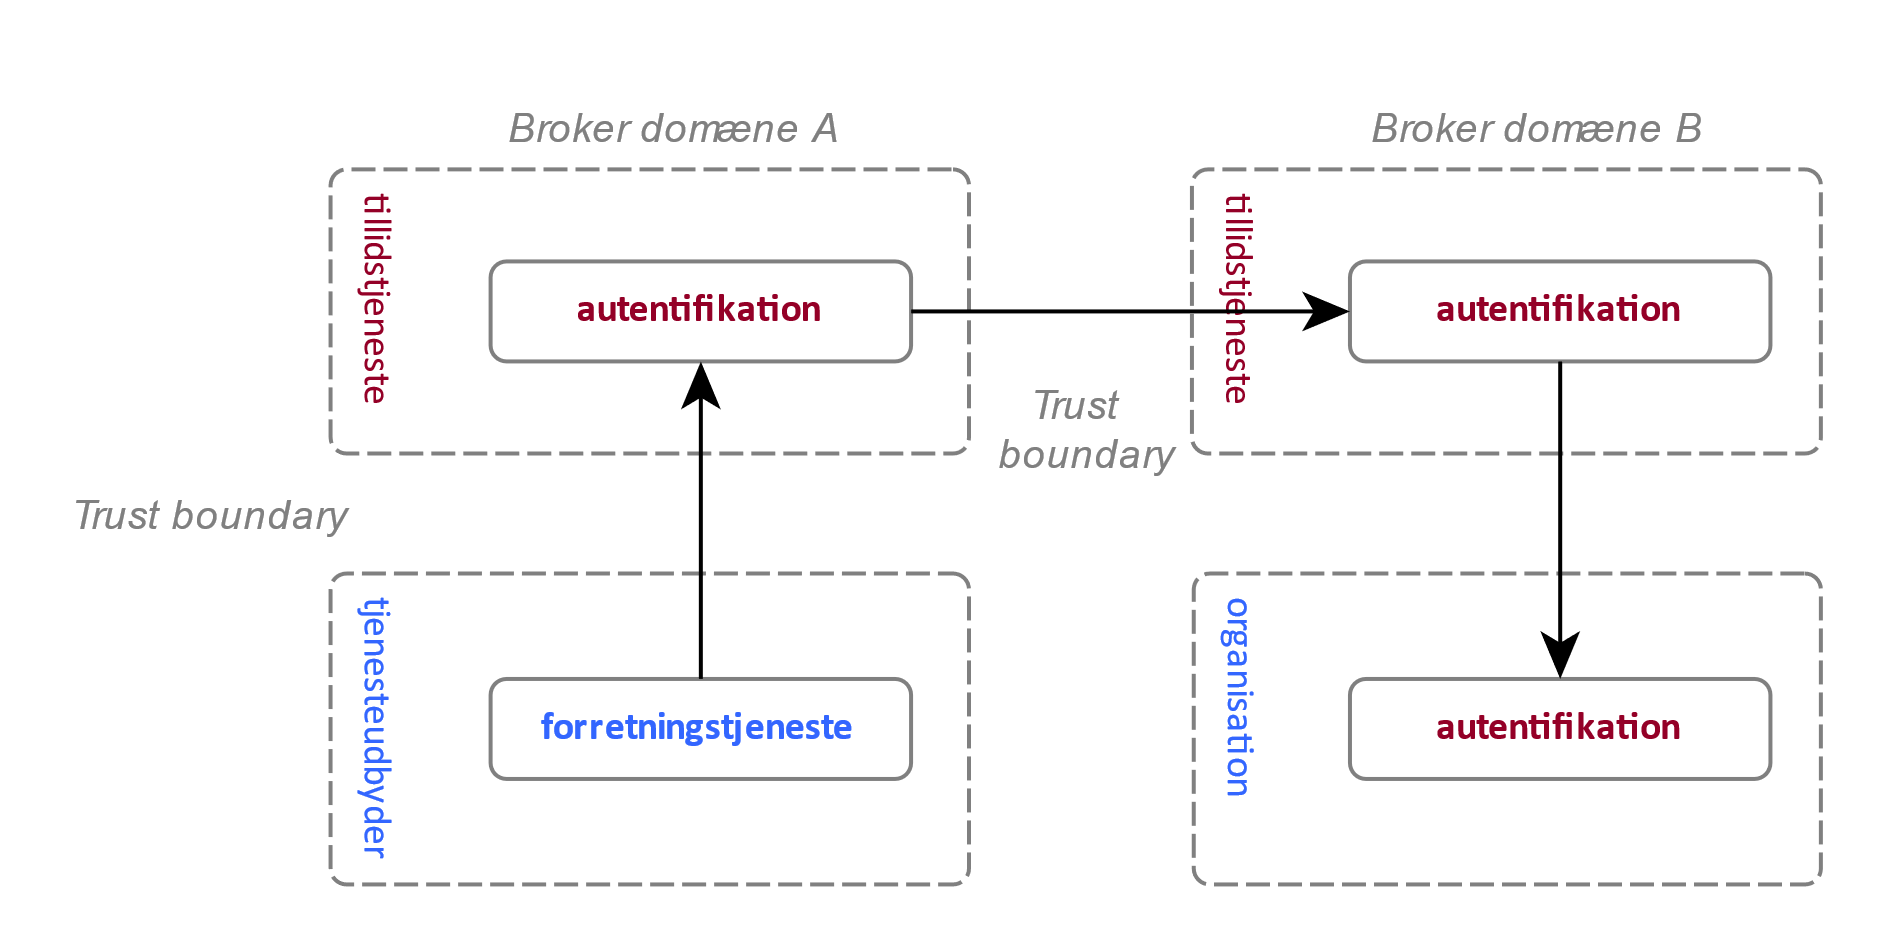 Broker domæne A
Broker domæne B
tillidstjeneste
autentifikation
tillidstjeneste
autentifikation
Trust
boundary
Trust boundary
tjenesteudbyder
forretningstjeneste
organisation
autentifikation